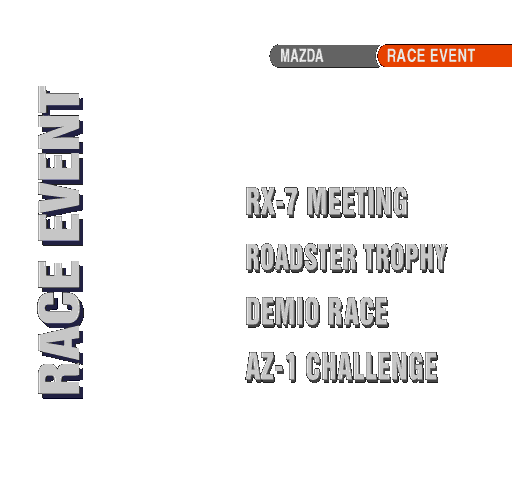 MAZDA
RACE EVENT
RACE EVENT
RX-7 MEETING
ROADSTER TROPHY
DEMIO RACE
AZ-1 CHALLENGE